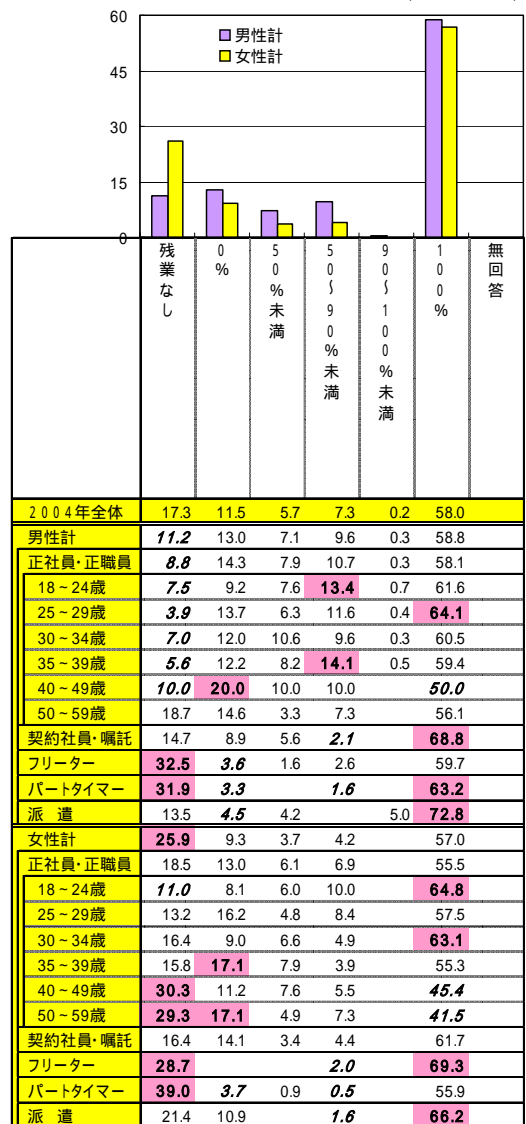 60
45
30
15
0
男性計
女性計
残業なし
0%
50%未満
50～90%未満
90～100%未満
100%
無回答
2004年全体 17.3 11.5 5.7 7.3 0.2 58.0
男性計 11.2 13.0 7.1 9.6 0.3 58.8
正社員・正職員 8.8 14.3 7.9 10.7 0.3 58.1
18～24歳 7.5 9.2 7.6 13.4 0.7 61.6
25～29歳 3.9 13.7 6.3 11.6 0.4 64.1
30～34歳 7.0 12.0 10.6 9.6 0.3 60.5
35～39歳 5.6 12.2 8.2 14.1 0.5 59.4
40～49歳 10.0 20.0 10.0 10.0 50.0
50～59歳 18.7 14.6 3.3 7.3 56.1
契約社員・嘱託 14.7 8.9 5.6 2.1 68.8
フリーター 32.5 3.6 1.6 2.6 59.7
パートタイマー 31.9 3.3 1.6 63.2
派 遣 13.5 4.5 4.2 5.0 72.8
女性計 25.9 9.3 3.7 4.2 57.0
正社員・正職員 18.5 13.0 6.1 6.9 55.5
18～24歳 11.0 8.1 6.0 10.0 64.8
25～29歳 13.2 16.2 4.8 8.4 57.5
30～34歳 16.4 9.0 6.6 4.9 63.1
35～39歳 15.8 17.1 7.9 3.9 55.3
40～49歳 30.3 11.2 7.6 5.5 45.4
50～59歳 29.3 17.1 4.9 7.3 41.5
契約社員・嘱託 16.4 14.1 3.4 4.4 61.7
フリーター 28.7 2.0 69.3
パートタイマー 39.0 3.7 0.9 0.5 55.9
派 遣 21.4 10.9 1.6 66.2